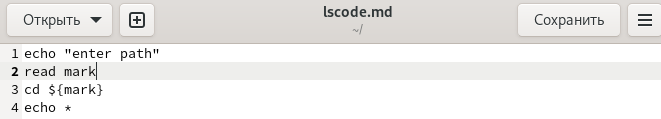 Открыть
lscode.md
~/
Сохранить
1 echo "enter path"
2 read mark
3 cd ${mark}
4 echo *